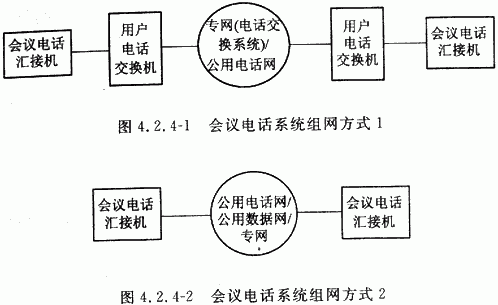 会议电话
汇接机
用户
电话
交换机
专网(电话交
换系统)/
公用电话网
用户
电话
交换机
会议电话
汇接机
图 4.2.4-1 会议电话系统组网方式 1
会议电话
汇接机
公用电话网/
公用数据网/
专网
会议电话
汇接机
图 4.2.4-2 会议电话系统组网方式 2